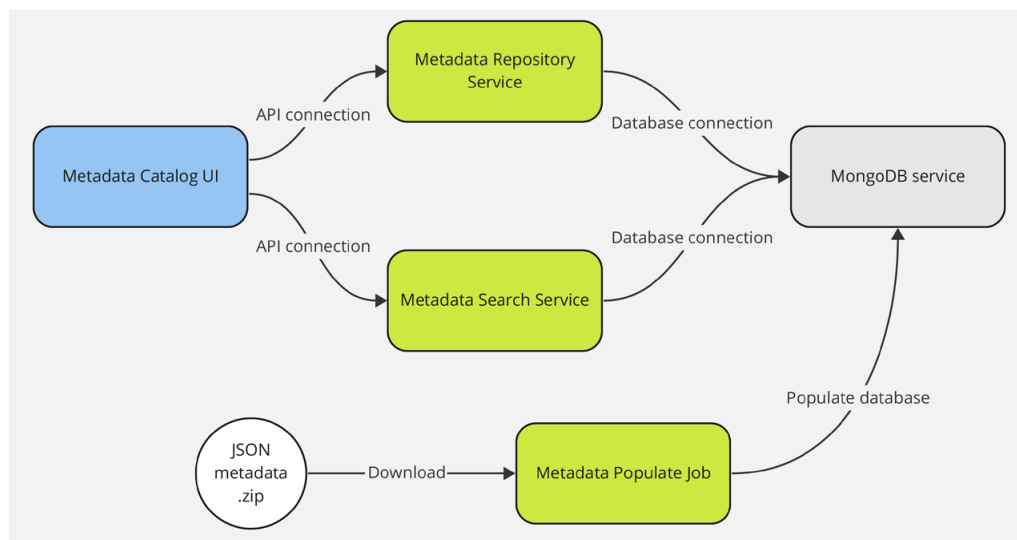 Metadata Repository
Service
API connection
Database connection
Metadata Catalog UI
MongoDB service
API connection
Database connection
Metadata Search Service
Populate database
JSON
metadata
.zip
Download
Metadata Populate Job